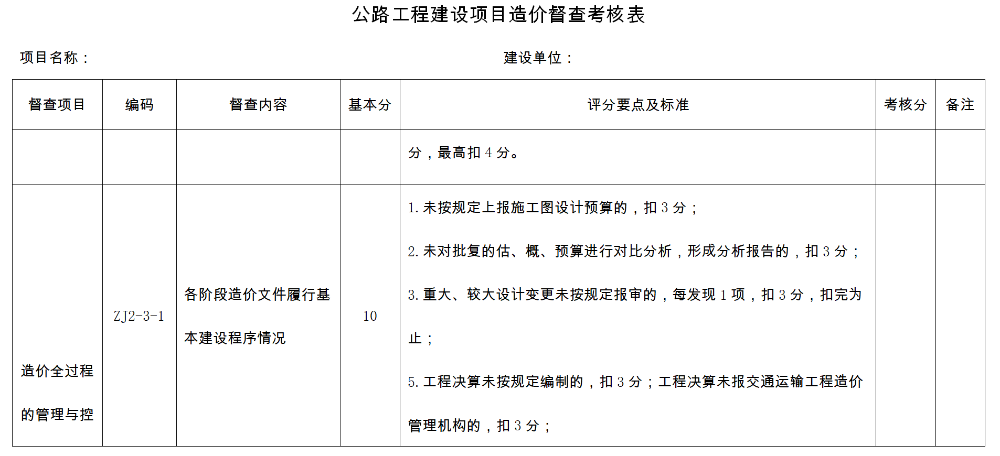 公路工程建设项目造价督查考核表
项目名称： 建设单位：
督查项目 编码 督查内容 基本分 评分要点及标准 考核分 备注
分，最高扣 4 分。
1. 未按规定上报施工图设计预算的，扣 3 分；
2. 未对批复的估、概、预算进行对比分析，形成分析报告的，扣 3 分；
各阶段造价文件履行基
3. 重大、较大设计变更未按规定报审的，每发现 1 项，扣 3 分，扣完为
ZJ2-3-1
10
本建设程序情况
止；
造价全过程
5. 工程决算未按规定编制的，扣 3 分；工程决算未报交通运输工程造价
的管理与控
管理机构的，扣 3 分；